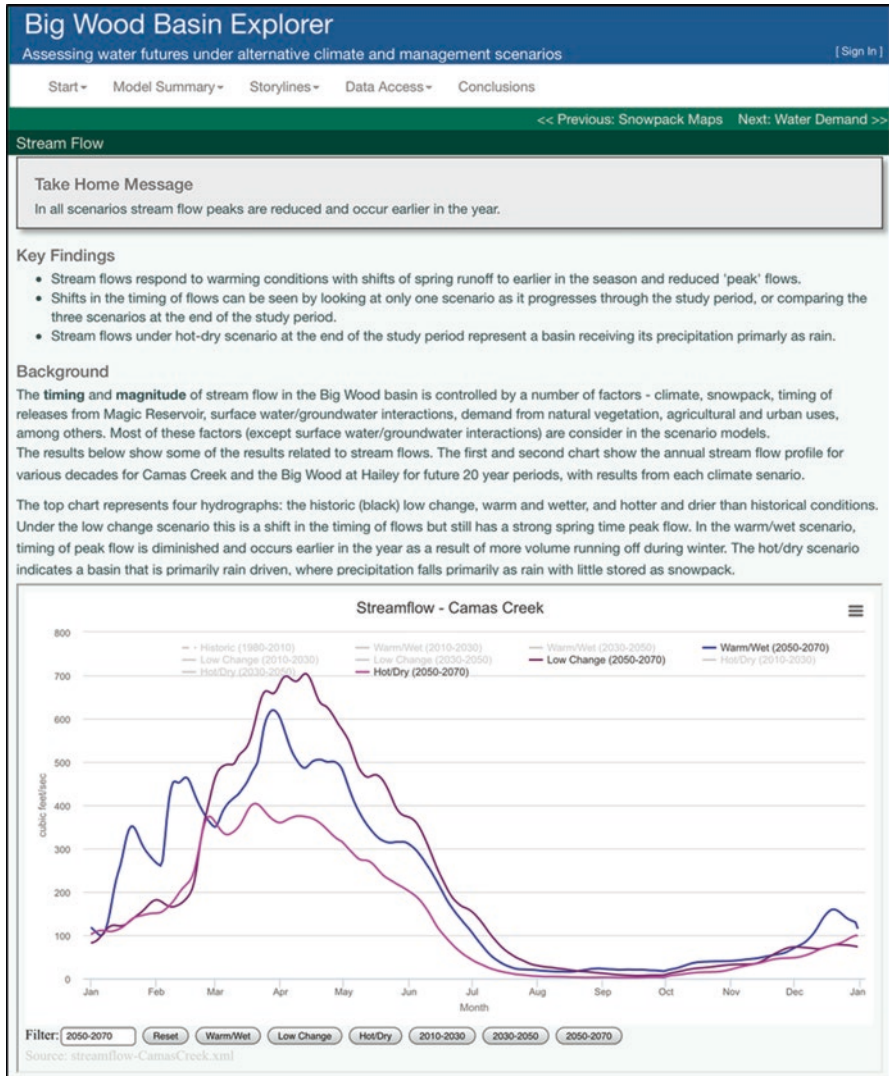 Big Wood Basin Explorer
Assessing water futures under alternative climate and management scenarios
[ Sign In ]
Start Model Summary Storylines Data Access Conclusions
<< Previous: Snowpack Maps Next: Water Demand >>
Stream Flow
Take Home Message
In all scenarios stream flow peaks are reduced and occur earlier in the year.
Key Findings
• Stream flows respond to warming conditions with shifts of spring runoff to earlier in the season and reduced 'peak' flows.
• Shifts in the timing of flows can be seen by looking at only one scenario as it progresses through the study period, or comparing the
three scenarios at the end of the study period.
• Stream flows under hot-dry scenario at the end of the study period represent a basin receiving its precipitation primarly as rain.
Background
The timing and magnitude of stream flow in the Big Wood basin is controlled by a number of factors - climate, snowpack, timing of
releases from Magic Reservoir, surface water/groundwater interactions, demand from natural vegetation, agricultural and urban uses,
among others. Most of these factors (except surface water/groundwater interactions) are consider in the scenario models.
The results below show some of the results related to stream flows. The first and second chart show the annual stream flow profile for
various decades for Camas Creek and the Big Wood at Hailey for future 20 year periods, with results from each climate senario.
The top chart represents four hydrographs: the historic (black) low change, warm and wetter, and hotter and drier than historical conditions.
Under the low change scenario this is a shift in the timing of flows but still has a strong spring time peak flow. In the warm/wet scenario,
timing of peak flow is diminished and occurs earlier in the year as a result of more volume running off during winter. The hot/dry scenario
indicates a basin that is primarily rain driven, where precipitation falls primarily as rain with little stored as snowpack.
Streamflow - Camas Creek
Historic (1980-2010) Warm/Wet (2010-2030) Warm/Wet (2030-2050) Warm/Wet (2050-2070)
Low Change (2010-2030) Low Change (2030-2050) Low Change (2050-2070) Hot/Dry (2010-2030)
Hot/Dry (2030-2050) Hot/Dry (2050-2070)
cubic feet/sec
800
700
600
500
400
300
200
100
0
Jan Feb Mar Apr May Jun Jul Aug Sep Oct Nov Dec Jan
Month
Filter: 2050-2070 Reset Warm/Wet Low Change Hot/Dry 2010-2030 2030-2050 2050-2070
Source: streamflow-CamasCreek.xml